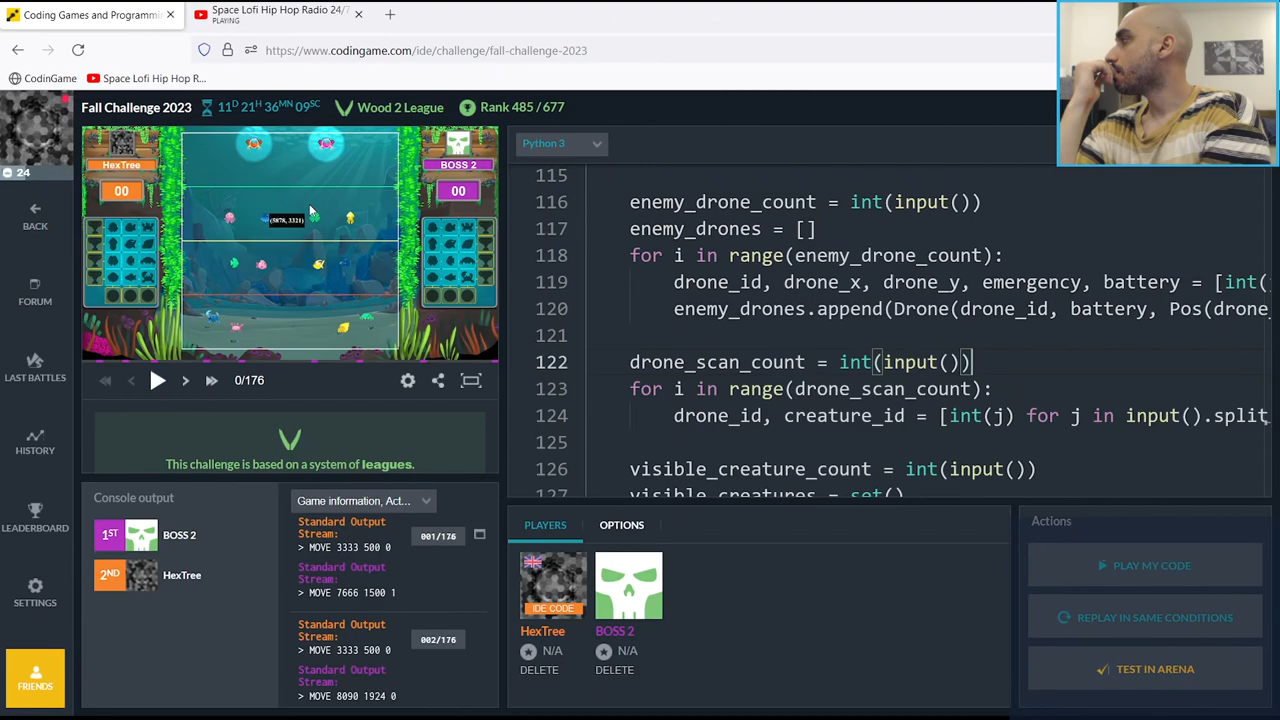 Coding Games and Programmi
Space Lofi Hip Hop Radio 24/7
PLAYING
https://www.codingame.com/ide/challenge/fall-challenge-2023
CodinGame
Space Lofi Hip Hop R...
Fall Challenge 2023
11D 21H 36MN 09SC
Wood 2 League
Rank 485 / 677
24
BACK
FORUM
LAST BATTLES
HISTORY
LEADERBOARD
SETTINGS
FRIENDS
HexTree
00
BOSS 2
00
(5878, 3321)
0/176
This challenge is based on a system of leagues.
Console output
1ST
BOSS 2
2ND
HexTree
Game information, Act...
Standard Output
Stream:
> MOVE 3333 500 0
001/176
Standard Output
Stream:
> MOVE 7666 1500 1
Standard Output
Stream:
> MOVE 3333 500 0
002/176
Standard Output
Stream:
> MOVE 8090 1924 0
Python 3
115
116 enemy_drone_count = int(input())
117 enemy_drones = []
118 for i in range(enemy_drone_count):
119 drone_id, drone_x, drone_y, emergency, battery = [int(
120 enemy_drones.append(Drone(drone_id, battery, Pos(drone_
121
122 drone_scan_count = int(input())
123 for i in range(drone_scan_count):
124 drone_id, creature_id = [int(j) for j in input().split
125
126 visible_creature_count = int(input())
127 visible_creatures = set()
PLAYERS
OPTIONS
IDE CODE
HexTree
N/A
DELETE
BOSS 2
N/A
DELETE
Actions
PLAY MY CODE
REPLAY IN SAME CONDITIONS
TEST IN ARENA